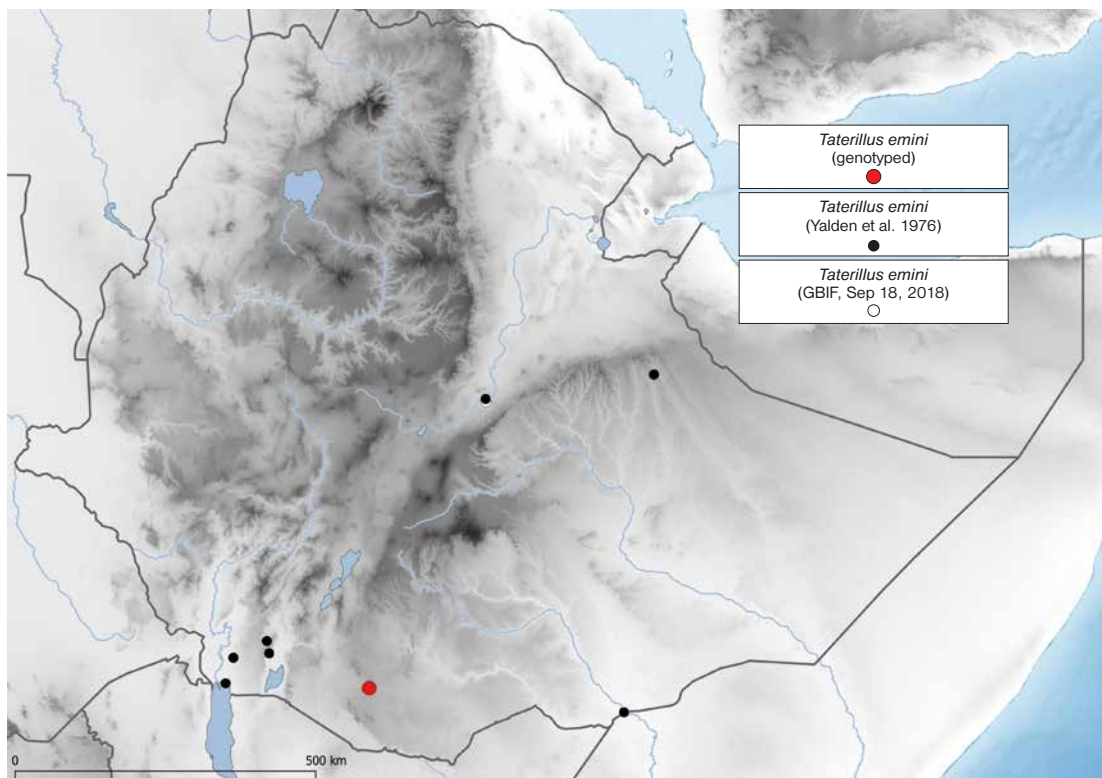 Taterillus emini
(genotyped)
Taterillus emini
(Yalden et al. 1976)
Taterillus emini
(GBIF, Sep 18, 2018)
0
500 km